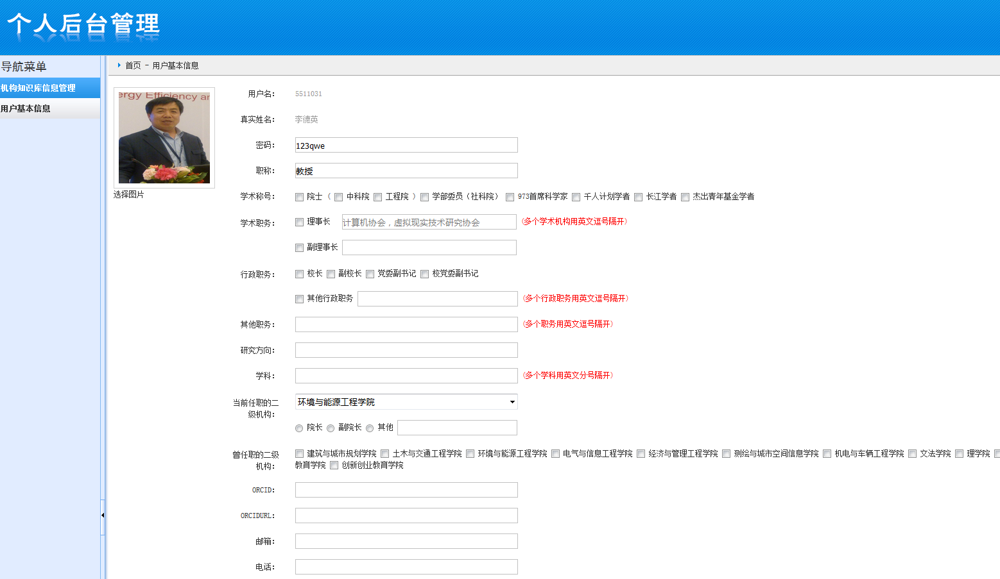 个人后台管理
导航菜单
机构知识库信息管理
用户基本信息
首页 - 用户基本信息
ergy Efficiency an
选择图片
用户名： 5511031
真实姓名： 李德英
密码： 123qwe
职称： 教授
学术称号： 院士（ 中科院 工程院 ） 学部委员（社科院） 973首席科学家 千人计划学者 长江学者 杰出青年基金学者
学术职务： 理事长 计算机协会，虚拟现实技术研究协会 （多个学术机构用英文逗号隔开）
副理事长
行政职务： 校长 副校长 党委副书记 校党委副书记
其他行政职务 （多个行政职务用英文逗号隔开）
其他职务： （多个职务用英文逗号隔开）
研究方向：
学科： （多个学科用英文分号隔开）
当前任职的二级机构： 环境与能源工程学院
院长 副院长 其他
曾任职的二级机构： 建筑与城市规划学院 土木与交通工程学院 环境与能源工程学院 电气与信息工程学院 经济与管理工程学院 测绘与城市空间信息学院 机电与车辆工程学院 文法学院 理学院
教育学院 创新创业教育学院
ORCID：
ORCIDURL：
邮箱：
电话：